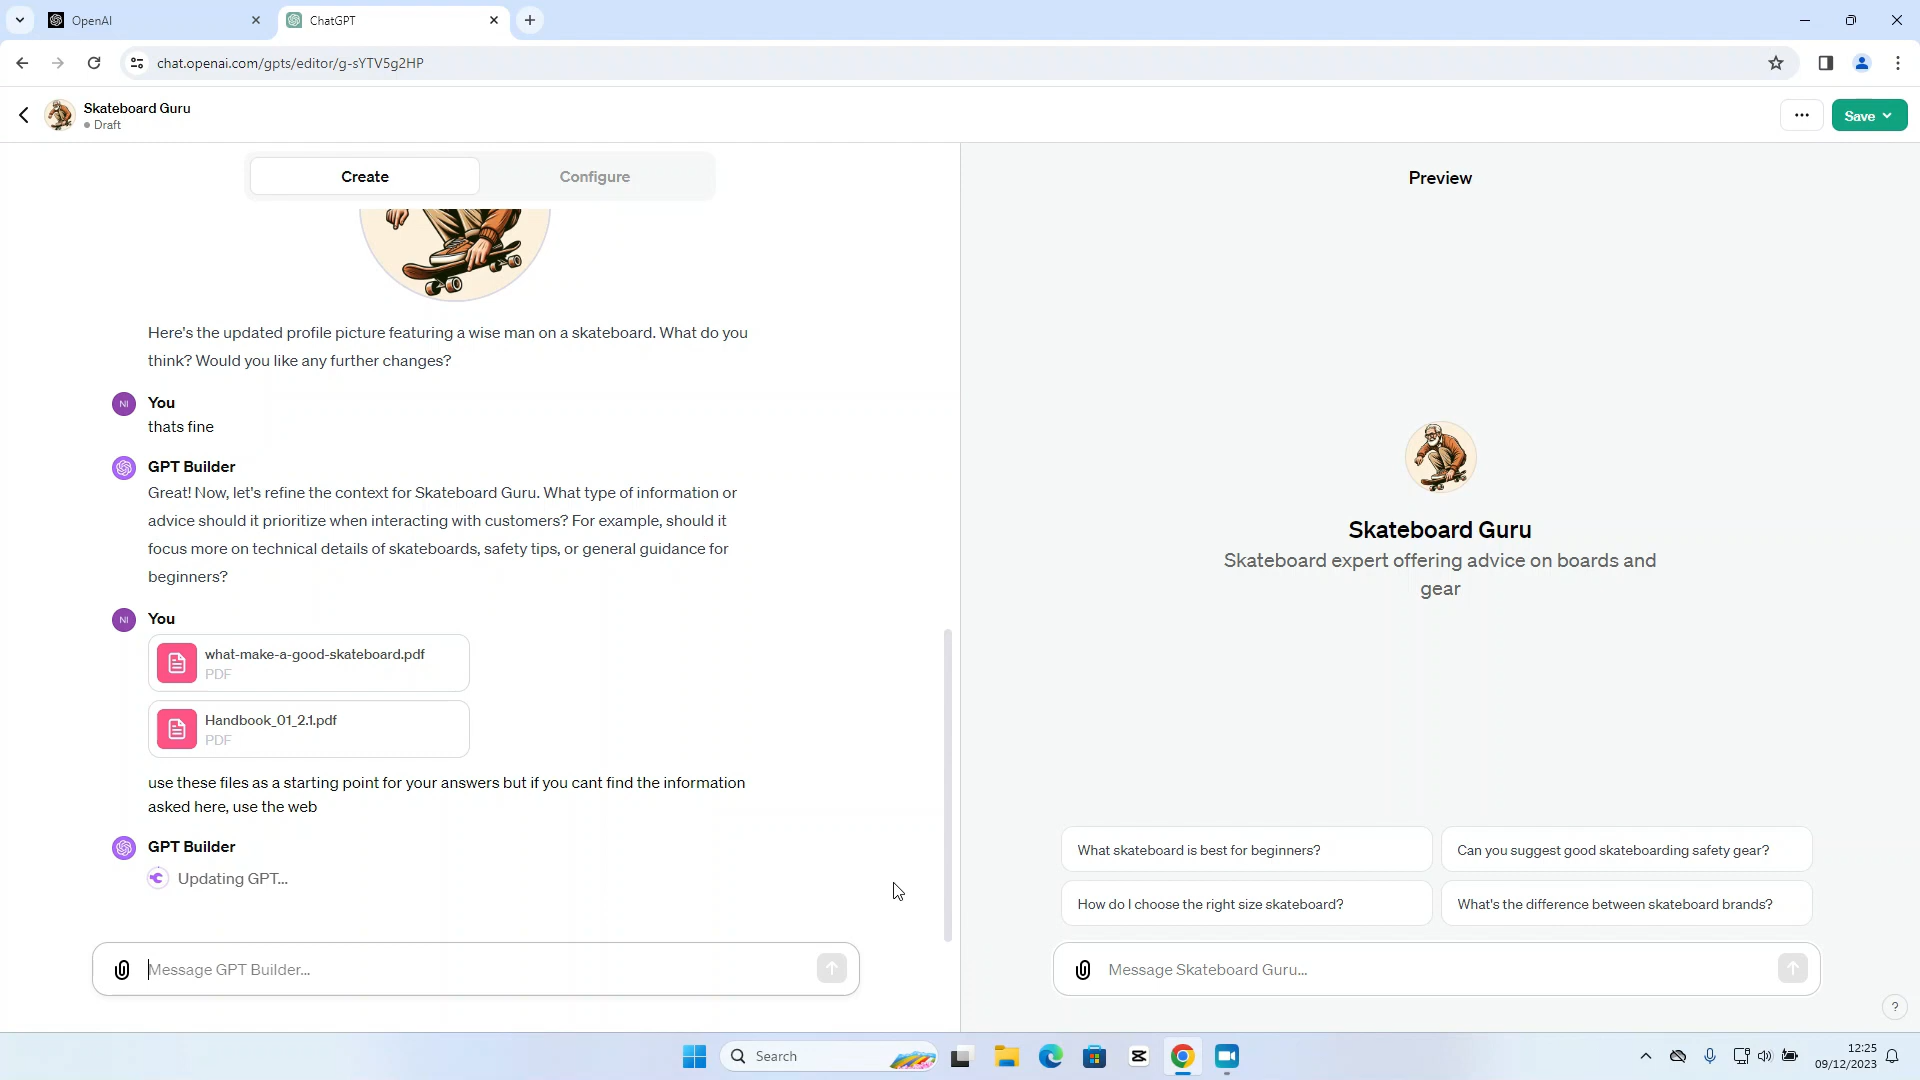 OpenAI
ChatGPT
chat.openai.com/gpts/editor/g-sYTV5g2HP
Skateboard Guru
Draft
Save
Create
Configure
Preview
Here's the updated profile picture featuring a wise man on a skateboard. What do you
think? Would you like any further changes?
NI
You
thats fine
GPT Builder
Great! Now, let's refine the context for Skateboard Guru. What type of information or
advice should it prioritize when interacting with customers? For example, should it
focus more on technical details of skateboards, safety tips, or general guidance for
beginners?
NI
You
what-make-a-good-skateboard.pdf
PDF
Handbook_01_2.1.pdf
PDF
use these files as a starting point for your answers but if you cant find the information
asked here, use the web
GPT Builder
Updating GPT...
Message GPT Builder...
Skateboard Guru
Skateboard expert offering advice on boards and
gear
What skateboard is best for beginners?
Can you suggest good skateboarding safety gear?
How do I choose the right size skateboard?
What's the difference between skateboard brands?
Message Skateboard Guru...
?
Search
12:25
09/12/2023